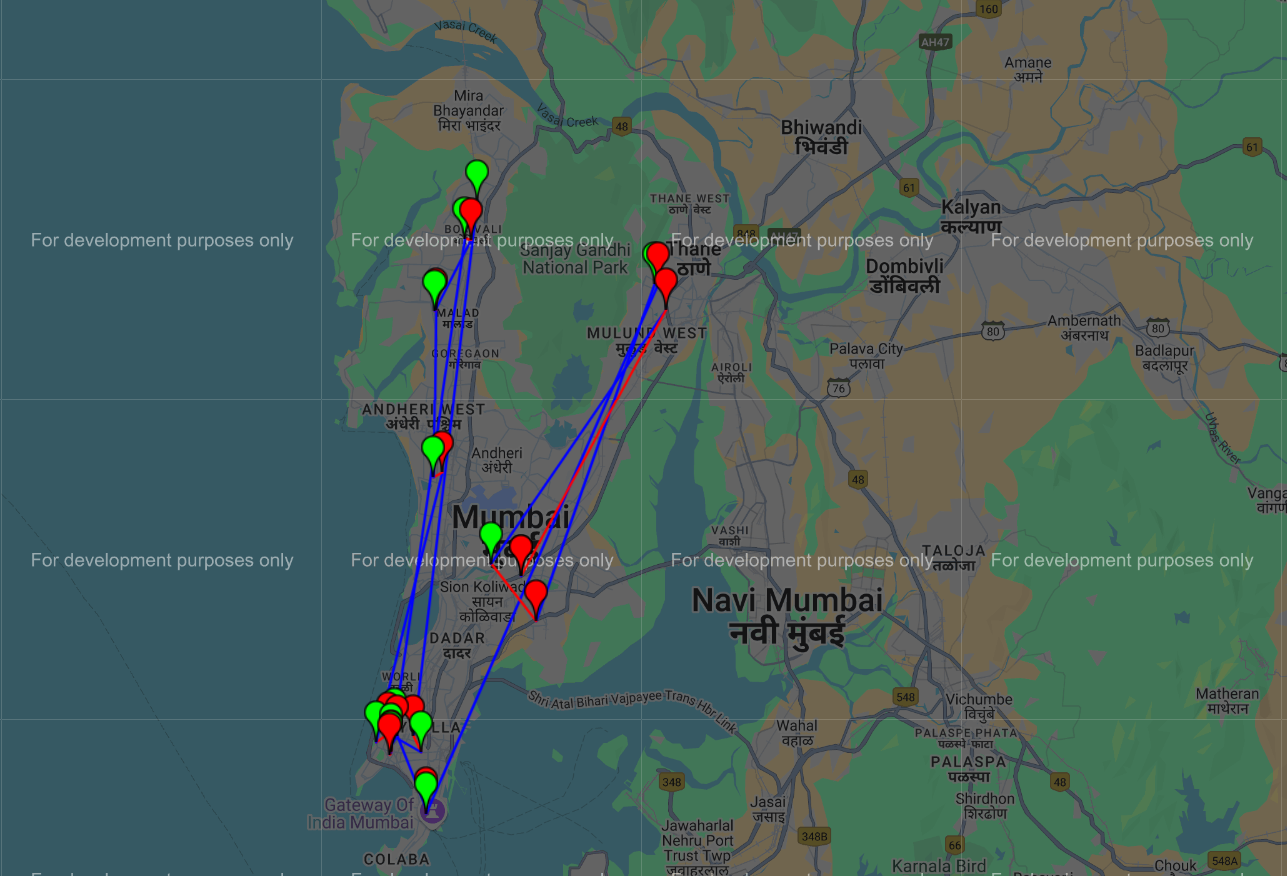 160
Vasai Creek
AH47
Amane
अमने
Mira
Bhayandar
मिरा भाइंदर
Vasai Creek
48
Bhiwandi
भिवंडी
61
61
THANE WEST
ठाणे वेस्ट
Kalyan
कल्याण
848
AH47
For development purposes only
For development purposes only
For development purposes only
For development purposes only
Sanjay Gandhi
National Park
Thane
ठाणे
Dombivli
डोंबिवली
MALAD
मालाड
MULUND WEST
वेस्ट
80
Ambernath
अंबरनाथ
80
Badlapur
बदलापूर
GOREGAON
गोरेगाव
Palava City
पलावा
AIROLI
ऐरोली
76
ANDHERI WEST
अंधेरी पश्चिम
Andheri
अंधेरी
Ulhas River
48
Mumbai
VASHI
वाशी
TALOJA
तळोजा
For development purposes only
For development purposes only
For development purposes only
For development purposes only
Sion
सायन
कोळिवाडा
Navi Mumbai
नवी मुंबई
DADAR
दादर
Shri Atal Bihari Vajpayee Trans Hbr Link
548
Vichumbe
विचुंबे
Matheran
माथेरान
Wahal
वहाळ
PALASPE PHATA
पळस्पे फाटा
PALASPA
पळस्पा
348
48
Gateway Of
India Mumbai
Jasai
जसाइ
Shirdhon
शिरढोण
Jawaharlal
Nehru Port
Trust Twp
348B
66
COLABA
Karnala Bird
Chouk
548A